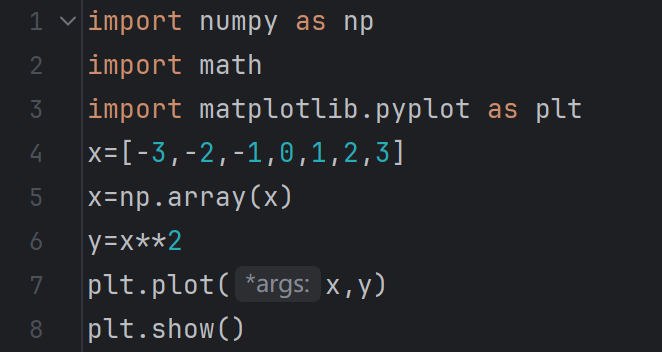 1 import numpy as np
2 import math
3 import matplotlib.pyplot as plt
4 x=[-3,-2,-1,0,1,2,3]
5 x=np.array(x)
6 y=x**2
7 plt.plot( *args: x,y)
8 plt.show()